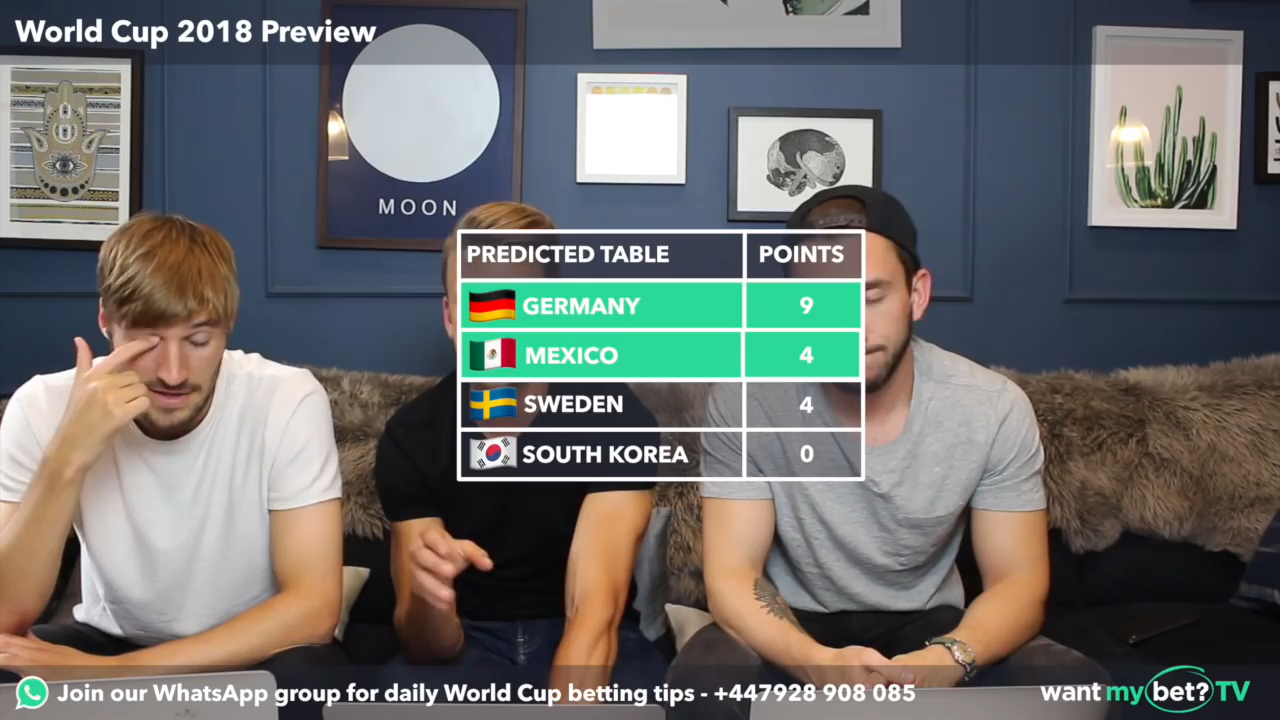 World Cup 2018 Preview
MOON
PREDICTED TABLE POINTS
GERMANY 9
MEXICO 4
SWEDEN 4
SOUTH KOREA 0
Join our WhatsApp group for daily World Cup betting tips - +447928 908 085
want my bet? TV